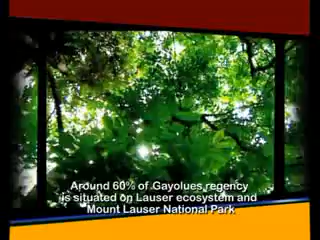 Around 60% of Gayolues regency
is situated on Lauser ecosystem and
Mount Lauser National Park